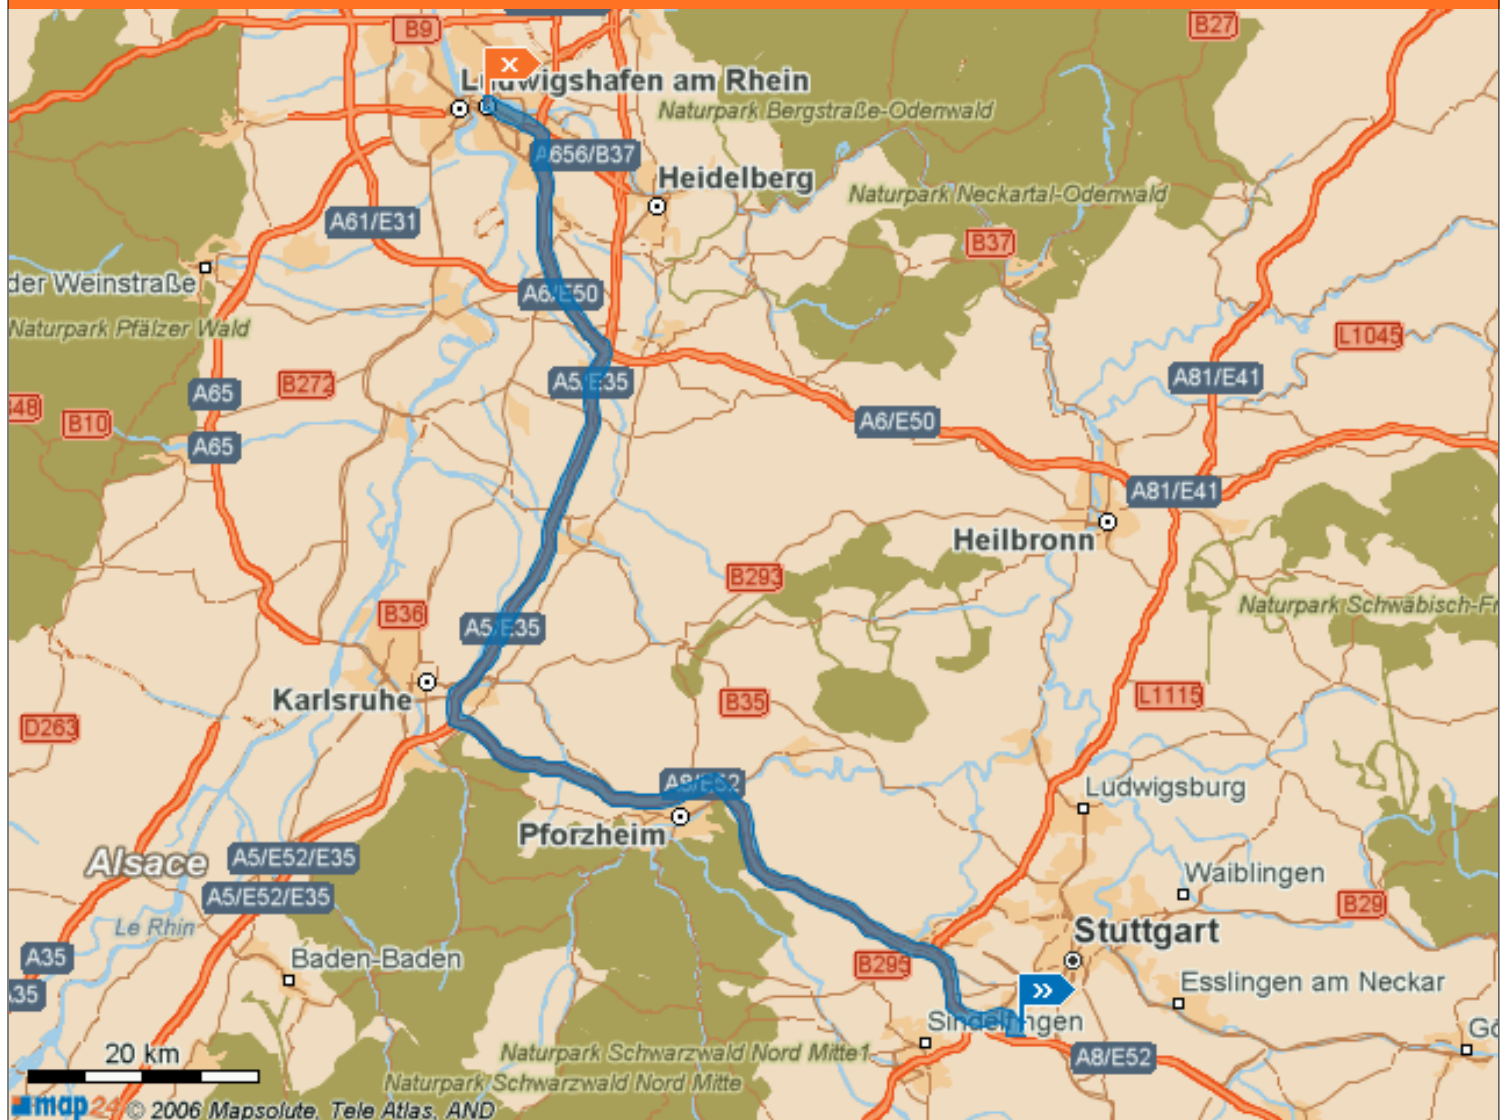 B9
B27
Ludwigshafen am Rhein
Naturpark Bergstraße-Odenwald
A656/B37
Heidelberg
Naturpark Neckartal-Odenwald
A61/E31
B37
der Weinstraße
A6/E50
Naturpark Pfälzer Wald
L1045
A5/E35
B272
A81/E41
A65
B48
B10
A6/E50
A65
A81/E41
Heilbronn
B293
Naturpark Schwäbisch-Fr
B36
A5/E35
Karlsruhe
B35
L1115
D263
A8/E52
Ludwigsburg
Pforzheim
Alsace
A5/E52/E35
Waiblingen
A5/E52/E35
B29
Le Rhin
Stuttgart
A35
Baden-Baden
B295
Esslingen am Neckar
A35
Sindelfingen
Gö
20 km
Naturpark Schwarzwald Nord Mitte1
A8/E52
Naturpark Schwarzwald Nord Mitte
map24 © 2006 Mapsolute, Tele Atlas, AND